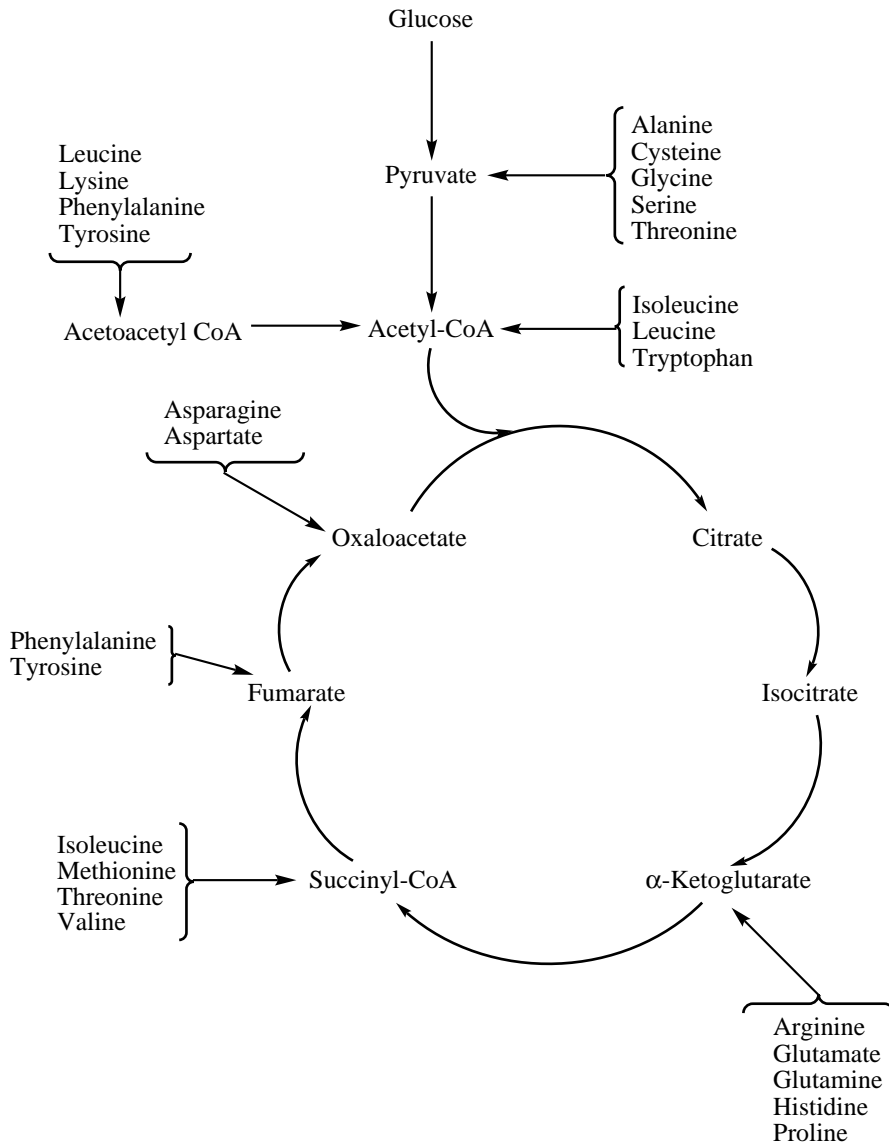 Glucose
Alanine
Cysteine
Glycine
Serine
Threonine
Pyruvate
Leucine
Lysine
Phenylalanine
Tyrosine
Acetoacetyl CoA
Acetyl-CoA
Isoleucine
Leucine
Tryptophan
Asparagine
Aspartate
Oxaloacetate
Citrate
Phenylalanine
Tyrosine
Fumarate
Isocitrate
Isoleucine
Methionine
Threonine
Valine
Succinyl-CoA
α-Ketoglutarate
Arginine
Glutamate
Glutamine
Histidine
Proline